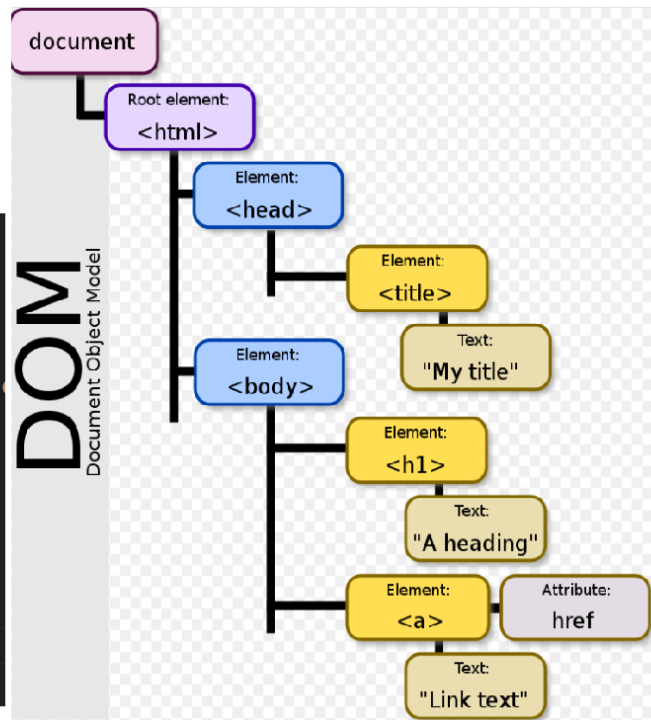 document
Root element:
<html>
Element:
<head>
Element:
<title>
Text:
"My title"
Element:
<body>
Element:
<h1>
Text:
"A heading"
Element:
<a>
Attribute:
href
Text:
"Link text"
DOM
Document Object Model